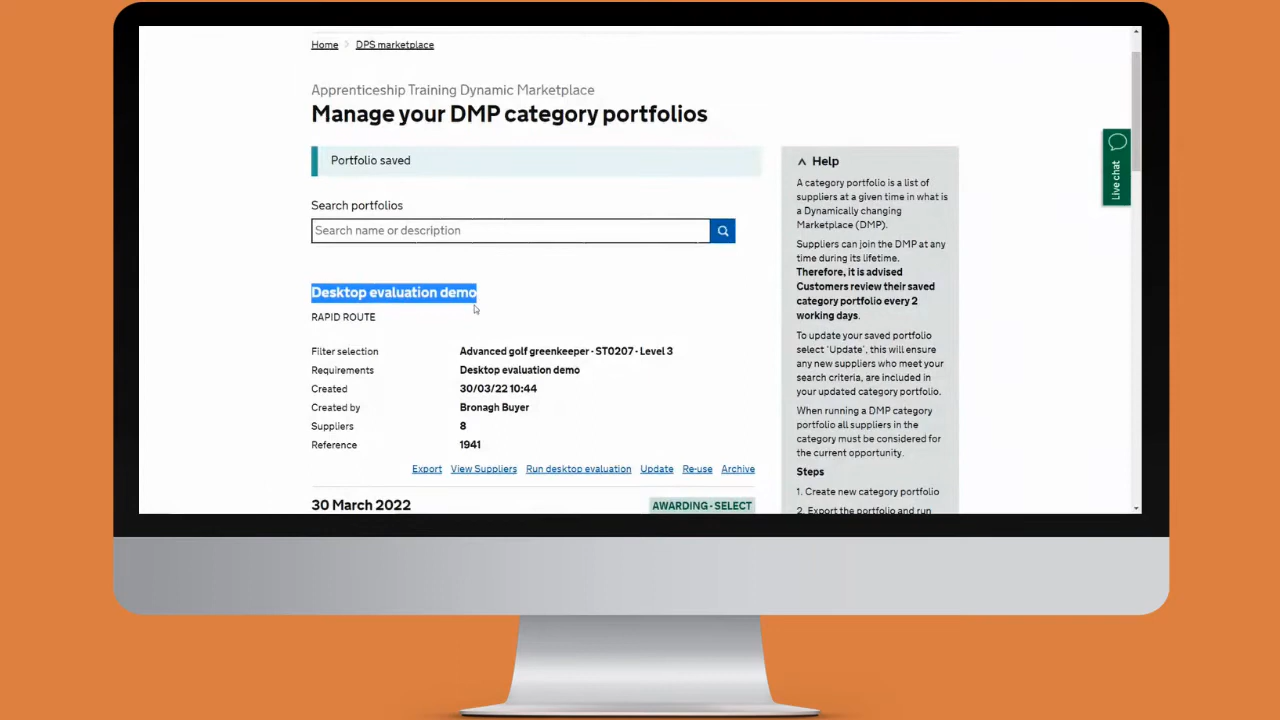 Home > DPS marketplace
Apprenticeship Training Dynamic Marketplace
Manage your DMP category portfolios
Portfolio saved
Search portfolios
Search name or description
Desktop evaluation demo
RAPID ROUTE
Filter selection Advanced golf greenkeeper - ST0207 - Level 3
Requirements Desktop evaluation demo
Created 30/03/22 10:44
Created by Bronagh Buyer
Suppliers 8
Reference 1941
Export View Suppliers Run desktop evaluation Update Re-use Archive
30 March 2022 AWARDING - SELECT
Help
A category portfolio is a list of
suppliers at a given time in what is
a Dynamically changing
Marketplace (DMP).
Suppliers can join the DMP at any
time during its lifetime.
Therefore, it is advised
Customers review their saved
category portfolio every 2
working days.
To update your saved portfolio
select 'Update', this will ensure
any new suppliers who meet your
search criteria, are included in
your updated category portfolio.
When running a DMP category
portfolio all suppliers in the
category must be considered for
the current opportunity.
Steps
1. Create new category portfolio
2. Export the portfolio and run
Live chat